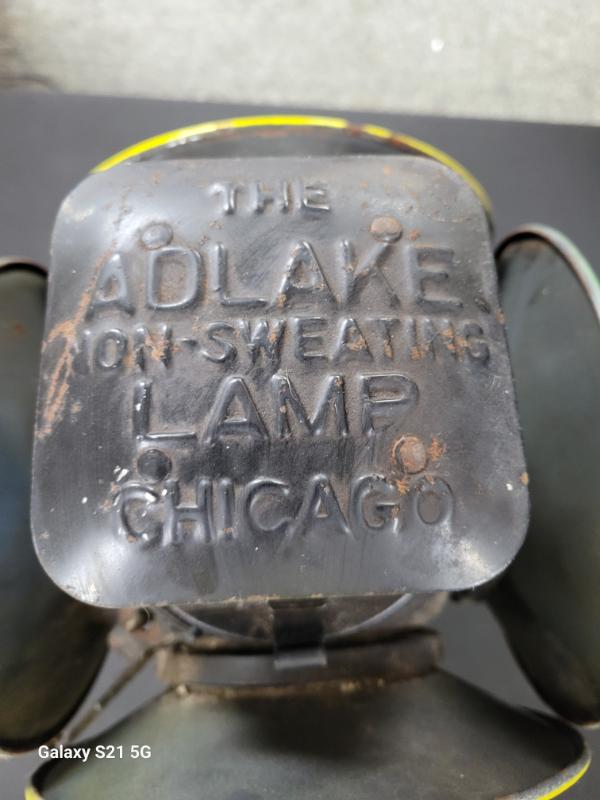 THE
ADLAKE
NON-SWEATING
LAMP
CHICAGO
Galaxy S21 5G